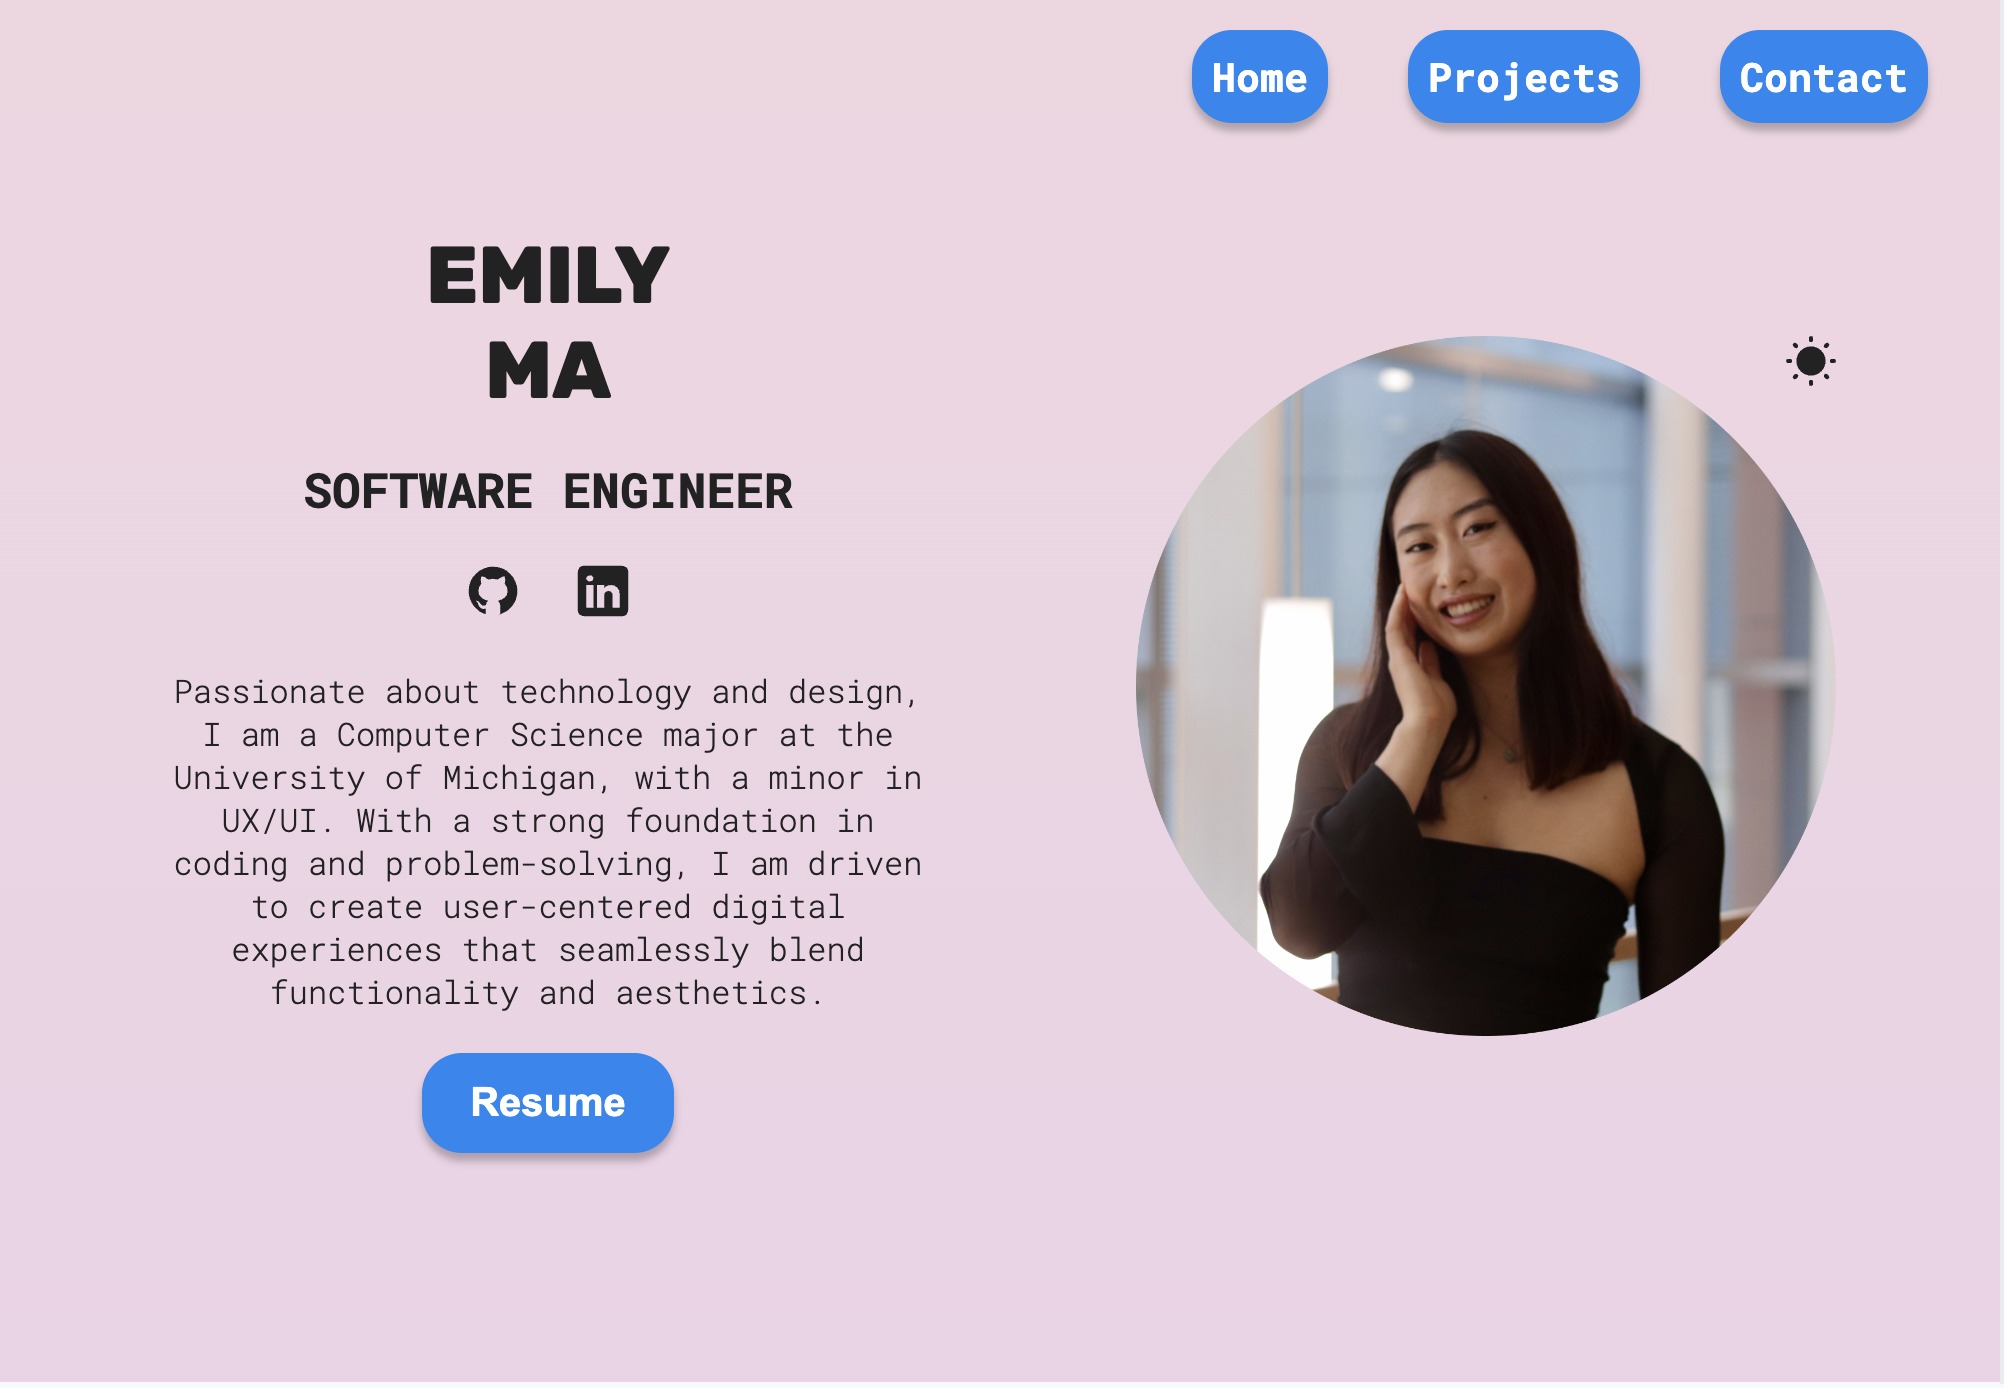 Home Projects Contact
EMILY
MA
SOFTWARE ENGINEER
in
Passionate about technology and design,
I am a Computer Science major at the
University of Michigan, with a minor in
UX/UI. With a strong foundation in
coding and problem-solving, I am driven
to create user-centered digital
experiences that seamlessly blend
functionality and aesthetics.
Resume